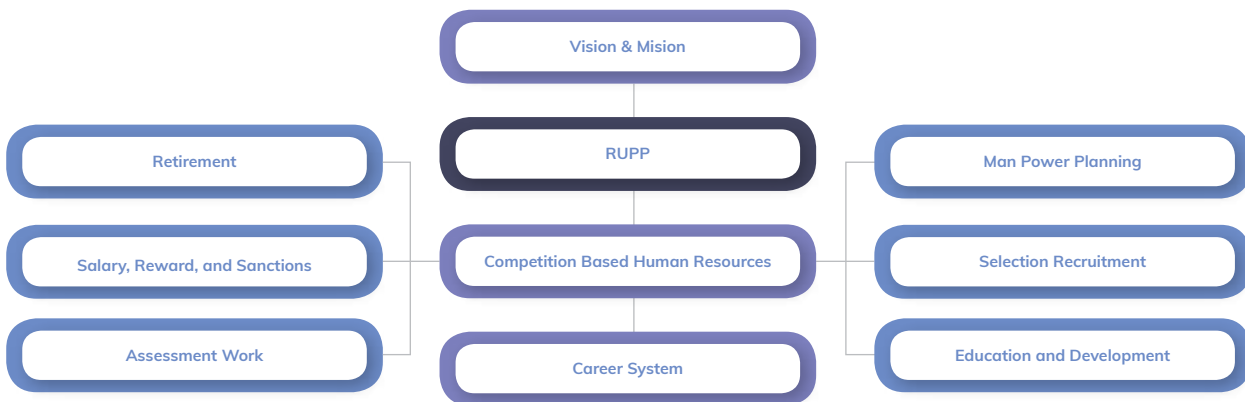 Vision & Mision
RUPP
Retirement
Man Power Planning
Salary, Reward, and Sanctions
Competition Based Human Resources
Selection Recruitment
Assessment Work
Career System
Education and Development